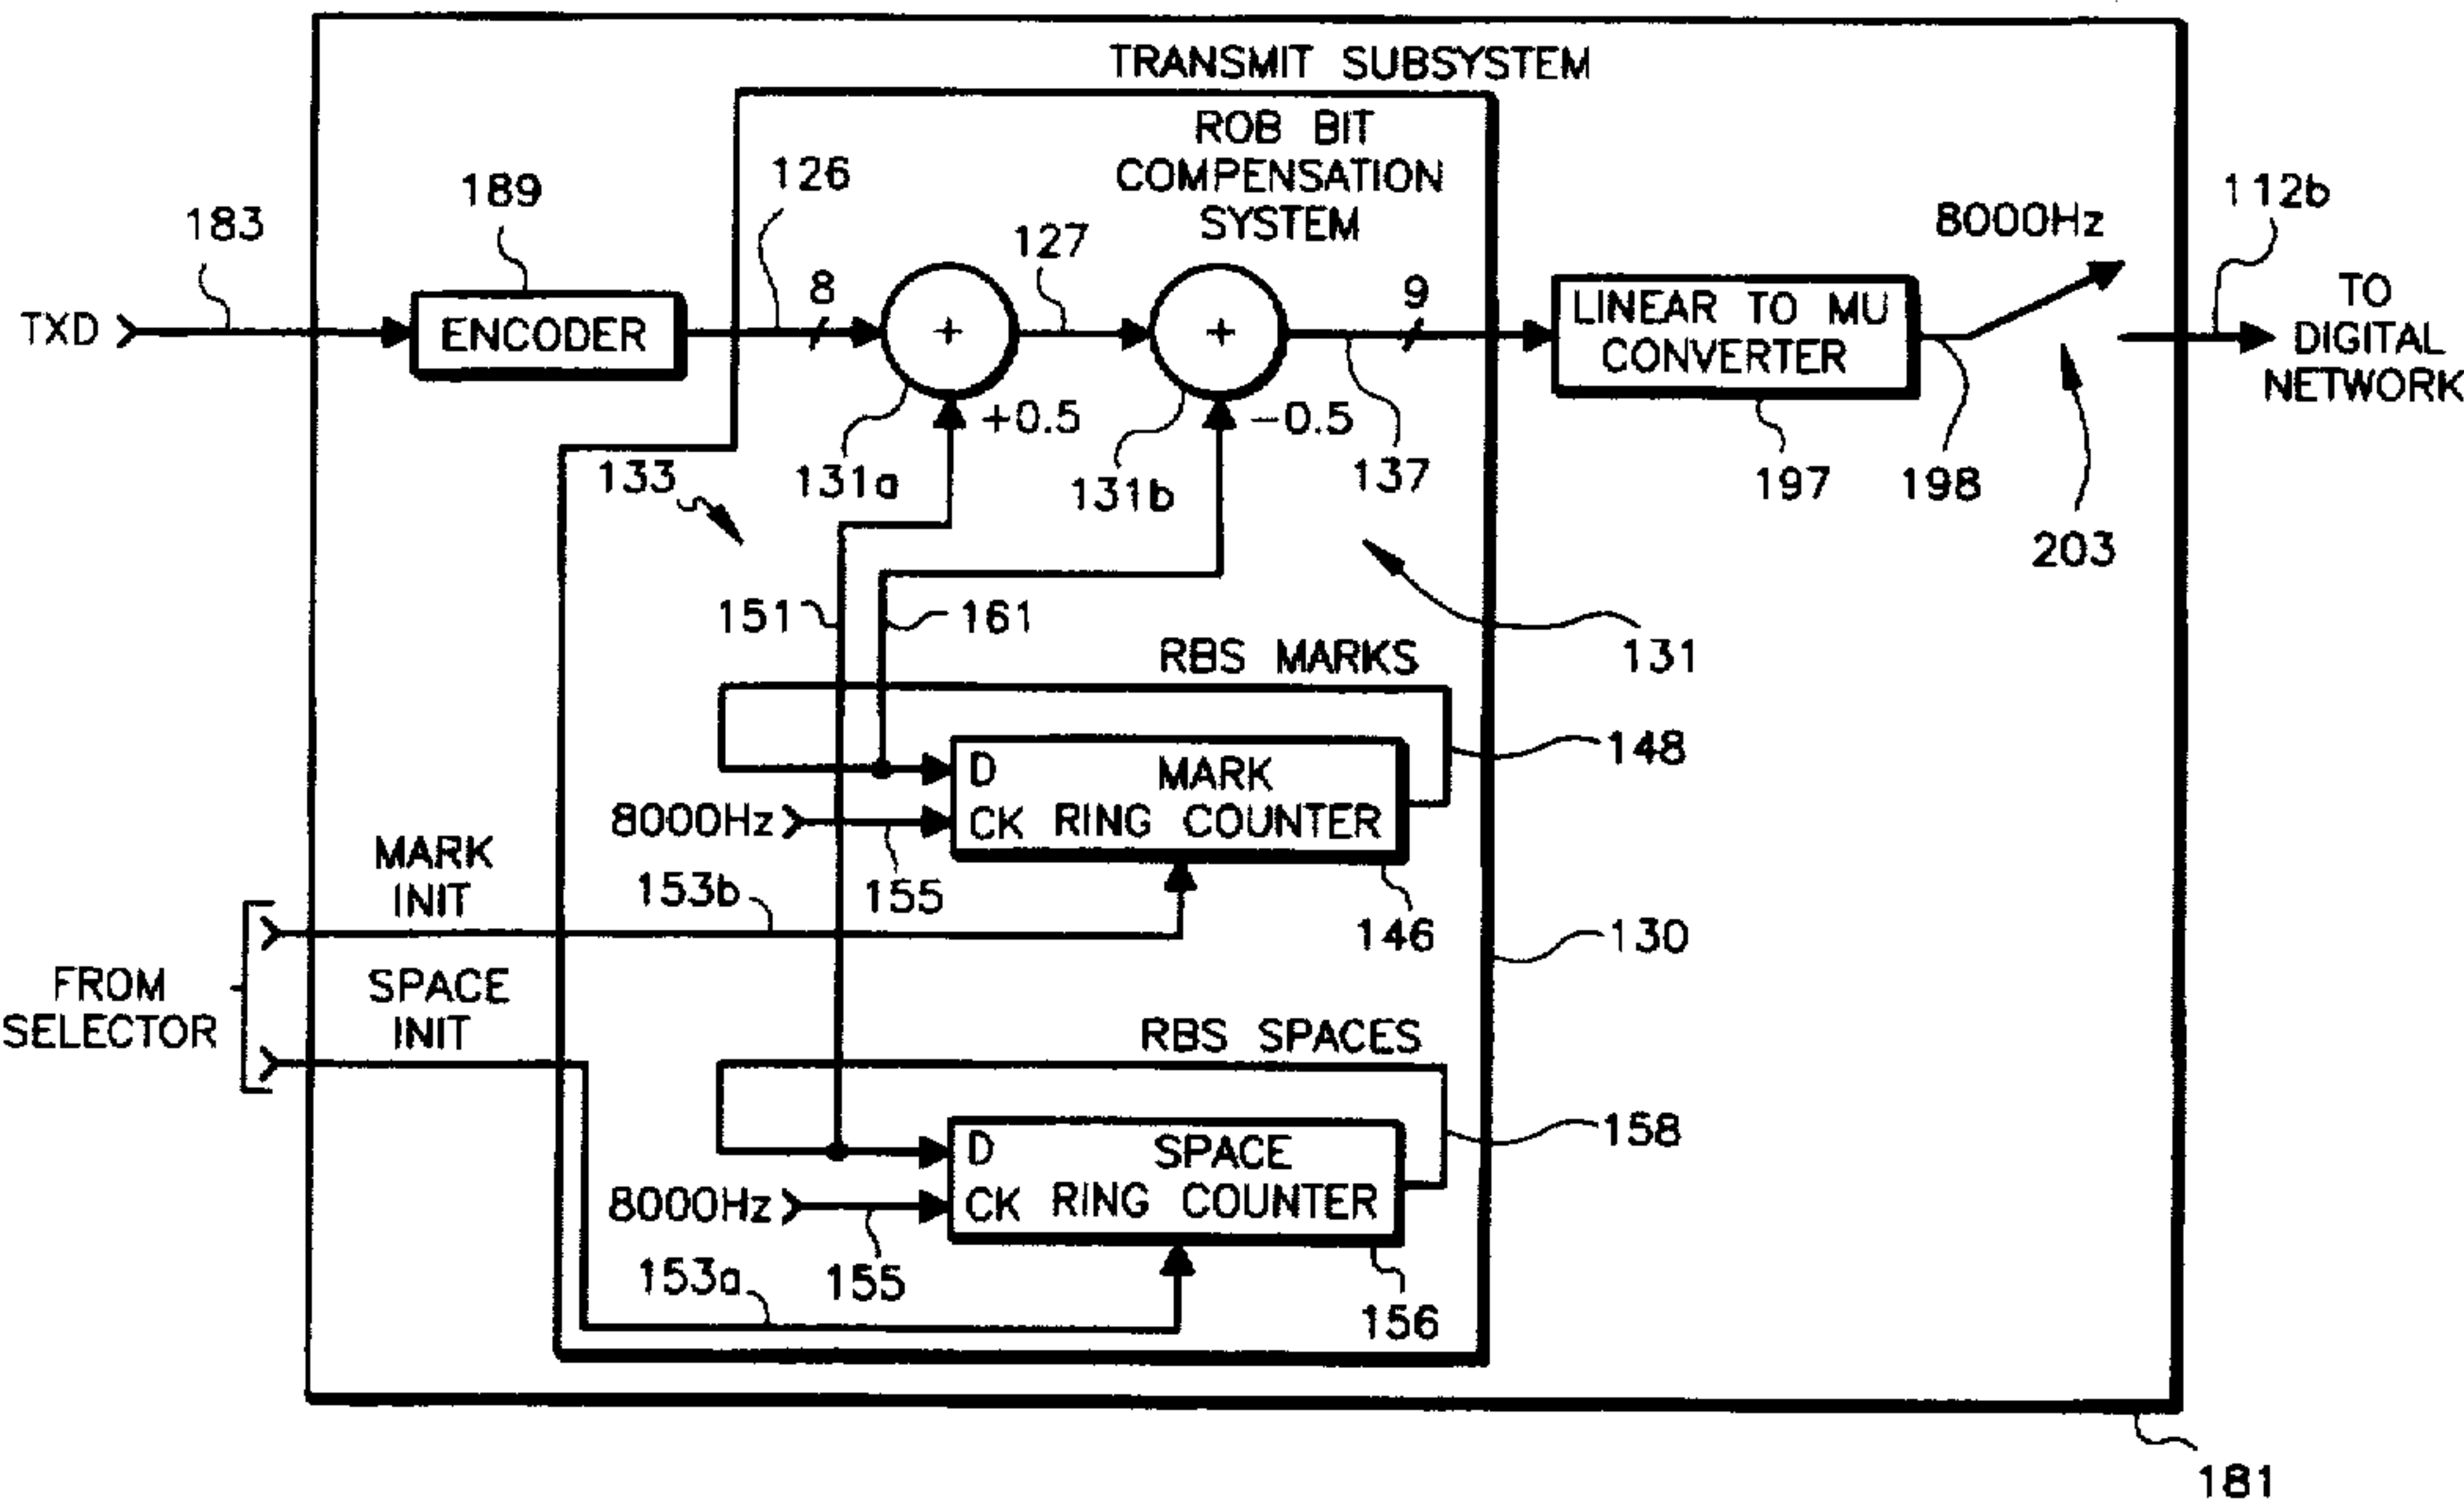 TRANSMIT SUBSYSTEM
ROB BIT
COMPENSATION
SYSTEM
126
189
183
127
8
9
8000Hz
112b
TXD
ENCODER
+
+
LINEAR TO MU
CONVERTER
TO
DIGITAL
NETWORK
+0.5
-0.5
133
131a
131b
137
197
198
203
151
161
131
RBS MARKS
148
D
MARK
8000Hz
CK RING COUNTER
MARK
INIT
153b
155
146
130
FROM
SELECTOR
SPACE
INIT
RBS SPACES
158
D
SPACE
8000Hz
CK RING COUNTER
153a
155
156
181